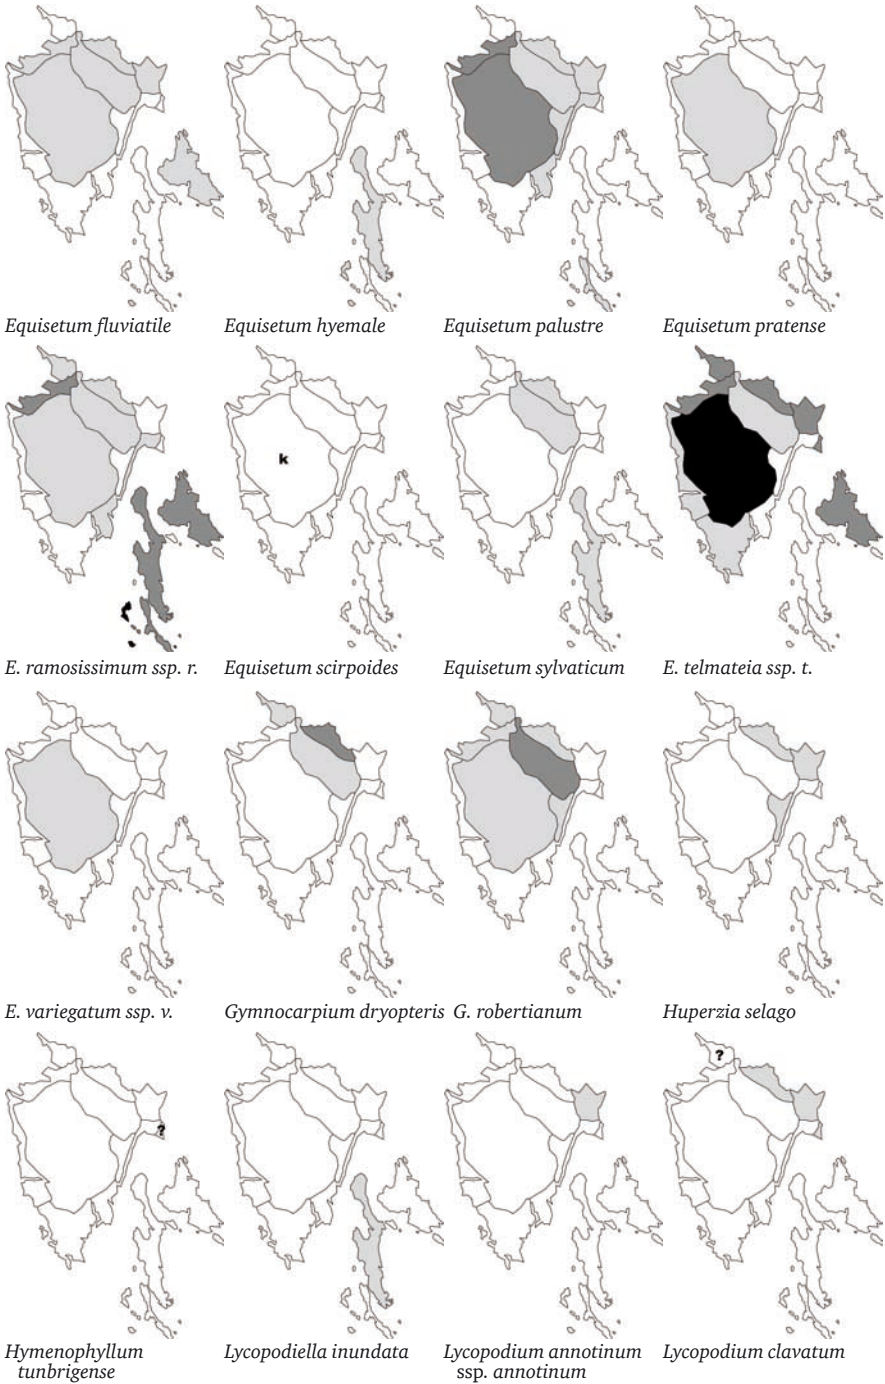 Equisetum fluviatile
Equisetum hyemale
Equisetum palustre
Equisetum pratense
k
E. ramosissimum ssp. r.
Equisetum scirpoides
Equisetum sylvaticum
E. telmateia ssp. t.
E. variegatum ssp. v.
Gymnocarpium dryopteris
G. robertianum
Huperzia selago
?
?
Hymenophyllum
tunbrigense
Lycopodiella inundata
Lycopodium annotinum
ssp. annotinum
Lycopodium clavatum